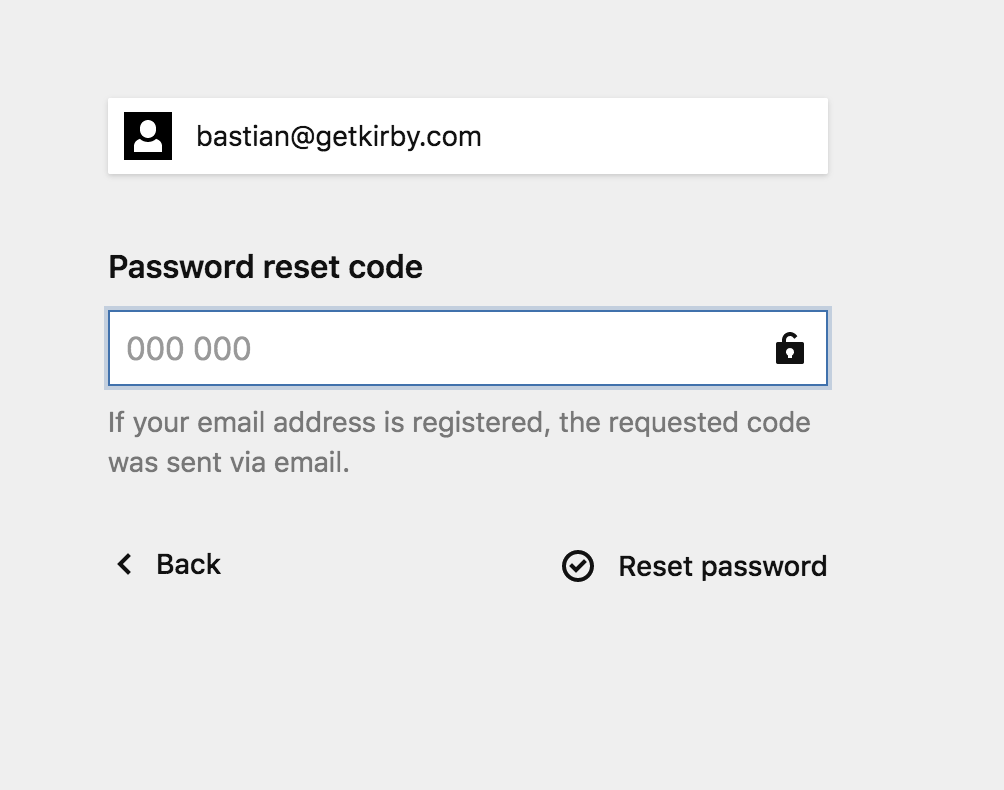 bastian@getkirby.com
Password reset code
000 000
If your email address is registered, the requested code
was sent via email.
Back
Reset password